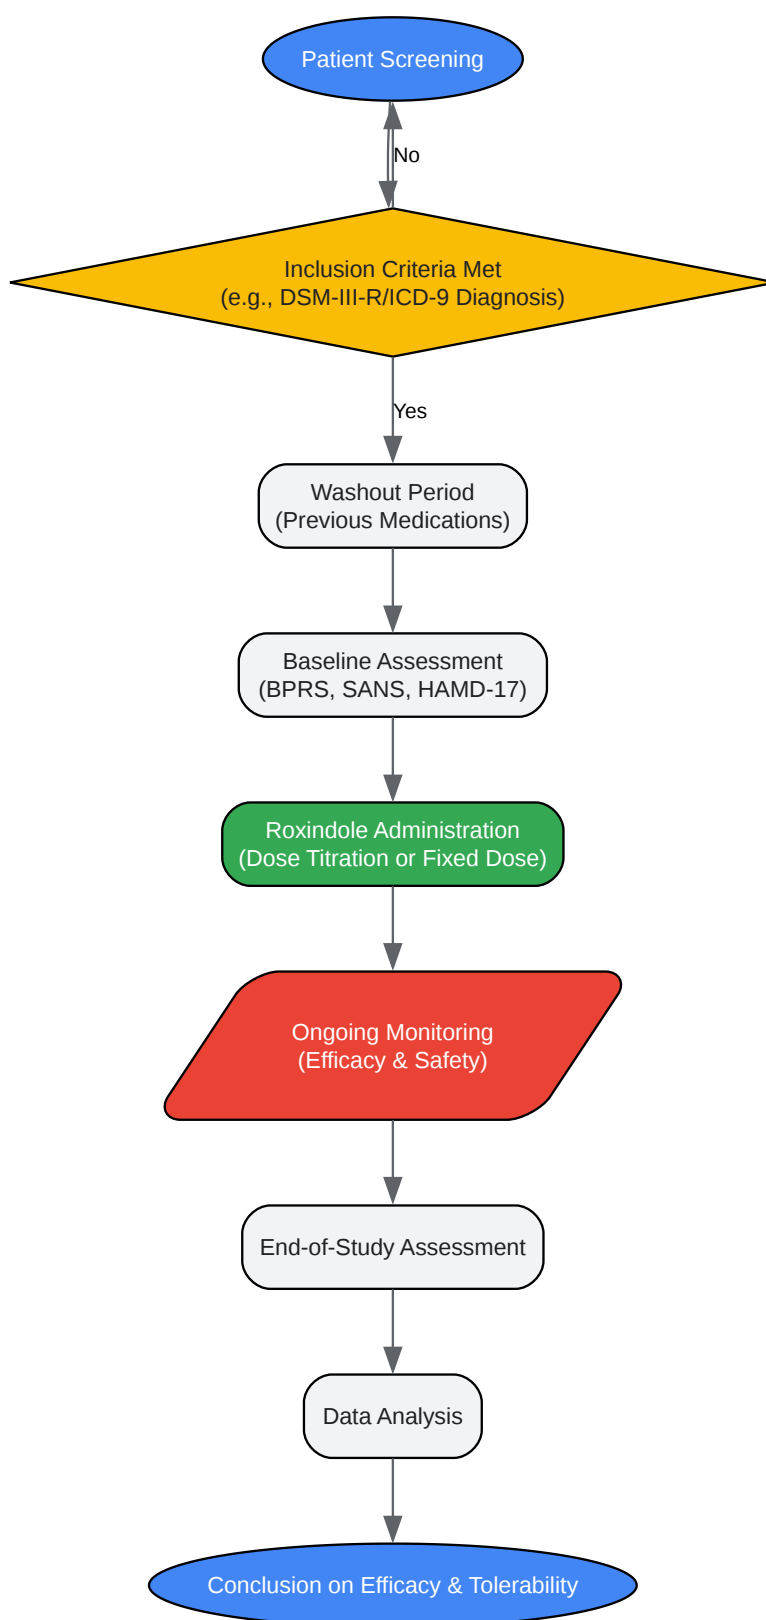 Patient Screening
No
Inclusion Criteria Met
(e.g., DSM-III-R/ICD-9 Diagnosis)
Yes
Washout Period
(Previous Medications)
Baseline Assessment
(BPRS, SANS, HAMD-17)
Roxindole Administration
(Dose Titration or Fixed Dose)
Ongoing Monitoring
(Efficacy & Safety)
End-of-Study Assessment
Data Analysis
Conclusion on Efficacy & Tolerability